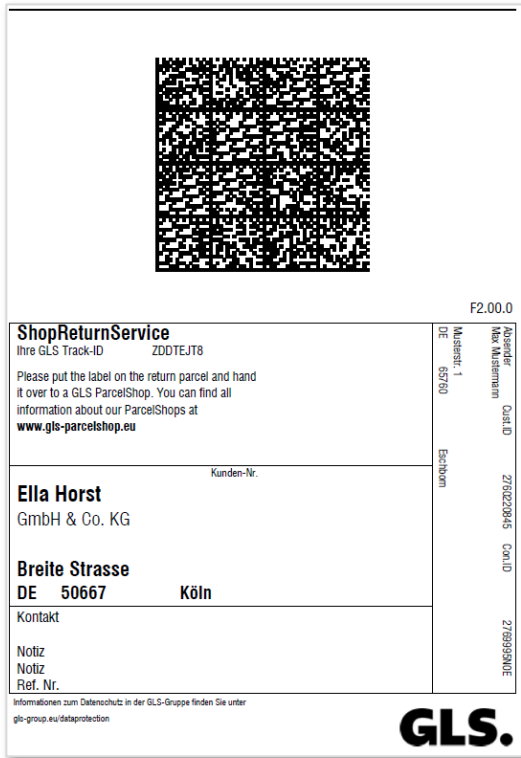 F2.00.0
ShopReturnService
Ihre GLS Track-ID ZDDTEJT8
Please put the label on the return parcel and hand
it over to a GLS ParcelShop. You can find all
information about our ParcelShops at
www.gls-parcelshop.eu
Kunden-Nr.
Ella Horst
GmbH & Co. KG
Breite Strasse
DE 50667 Köln
Kontakt
Notiz
Notiz
Ref. Nr.
Absender Cust.ID 2760220845 Con.ID 2769995N0E
Max Mustermann
Musterstr. 1
DE 65760 Eschborn
Informationen zum Datenschutz in der GLS-Gruppe finden Sie unter
gls-group.eu/dataprotection
GLS.